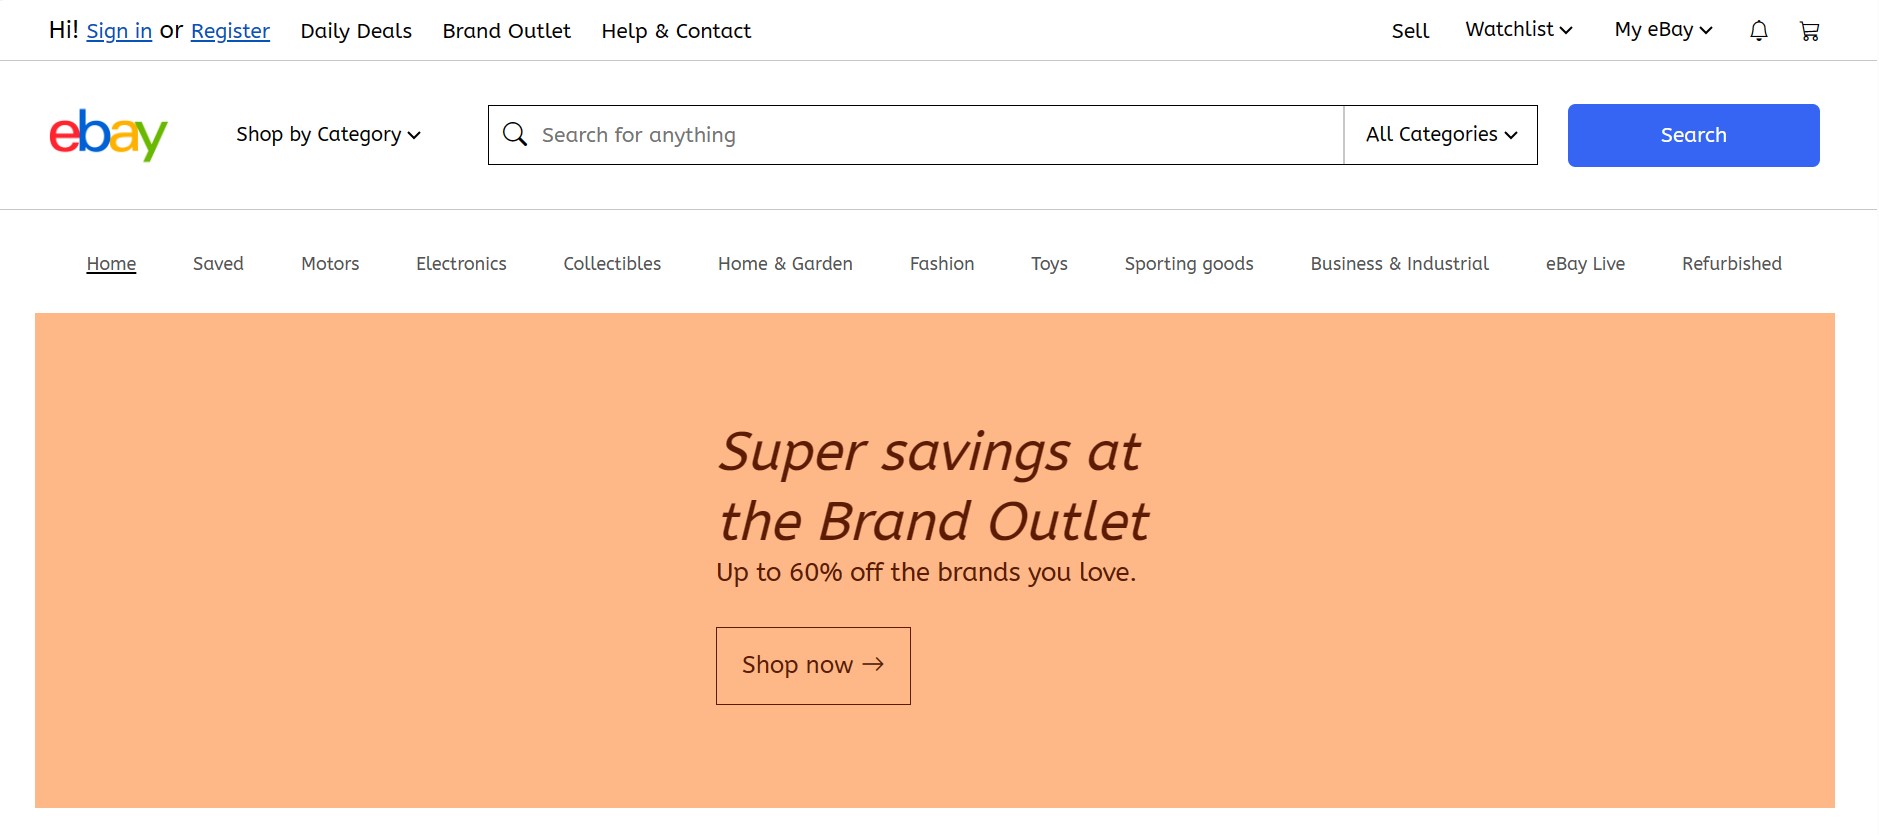 Hi! Sign in or Register Daily Deals Brand Outlet Help & Contact Sell Watchlist My eBay
ebay Shop by Category Search for anything All Categories Search
Home Saved Motors Electronics Collectibles Home & Garden Fashion Toys Sporting goods Business & Industrial eBay Live Refurbished
Super savings at
the Brand Outlet
Up to 60% off the brands you love.
Shop now